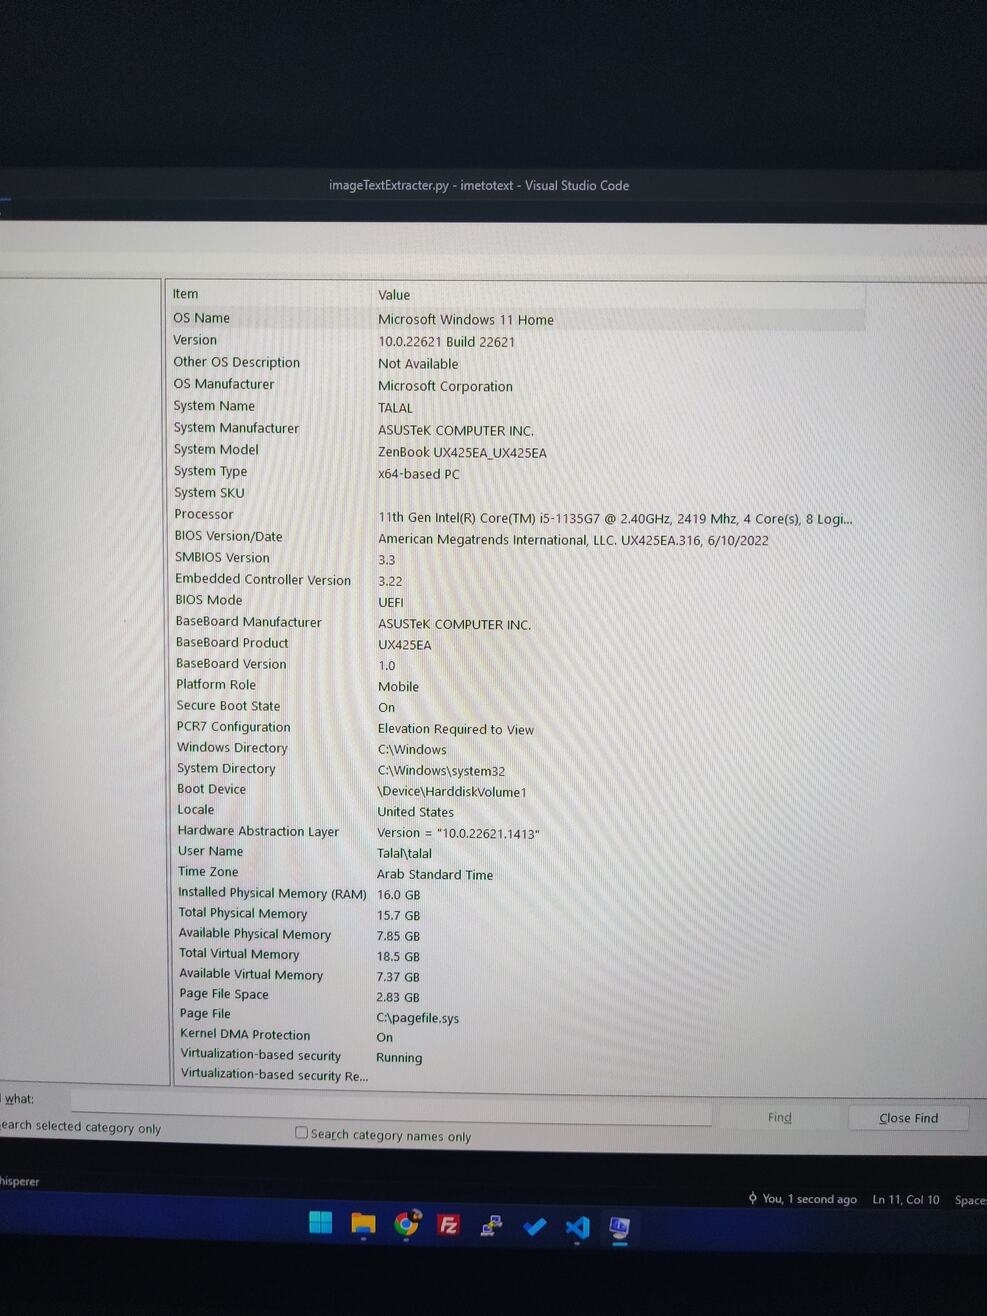 imageTextExtracter.py - imetotext - Visual Studio Code
Item Value
OS Name Microsoft Windows 11 Home
Version 10.0.22621 Build 22621
Other OS Description Not Available
OS Manufacturer Microsoft Corporation
System Name TALAL
System Manufacturer ASUSTeK COMPUTER INC.
System Model ZenBook UX425EA_UX425EA
System Type x64-based PC
System SKU
Processor 11th Gen Intel(R) Core(TM) i5-1135G7 @ 2.40GHz, 2419 Mhz, 4 Core(s), 8 Logi...
BIOS Version/Date American Megatrends International, LLC. UX425EA.316, 6/10/2022
SMBIOS Version 3.3
Embedded Controller Version 3.22
BIOS Mode UEFI
BaseBoard Manufacturer ASUSTeK COMPUTER INC.
BaseBoard Product UX425EA
BaseBoard Version 1.0
Platform Role Mobile
Secure Boot State On
PCR7 Configuration Elevation Required to View
Windows Directory C:\Windows
System Directory C:\Windows\system32
Boot Device \Device\HarddiskVolume1
Locale United States
Hardware Abstraction Layer Version = "10.0.22621.1413"
User Name Talal\talal
Time Zone Arab Standard Time
Installed Physical Memory (RAM) 16.0 GB
Total Physical Memory 15.7 GB
Available Physical Memory 7.85 GB
Total Virtual Memory 18.5 GB
Available Virtual Memory 7.37 GB
Page File Space 2.83 GB
Page File C:\pagefile.sys
Kernel DMA Protection On
Virtualization-based security Running
Virtualization-based security Re...
what:
Find Close Find
earch selected category only Search category names only
hisperer
You, 1 second ago Ln 11, Col 10 Space
Fz